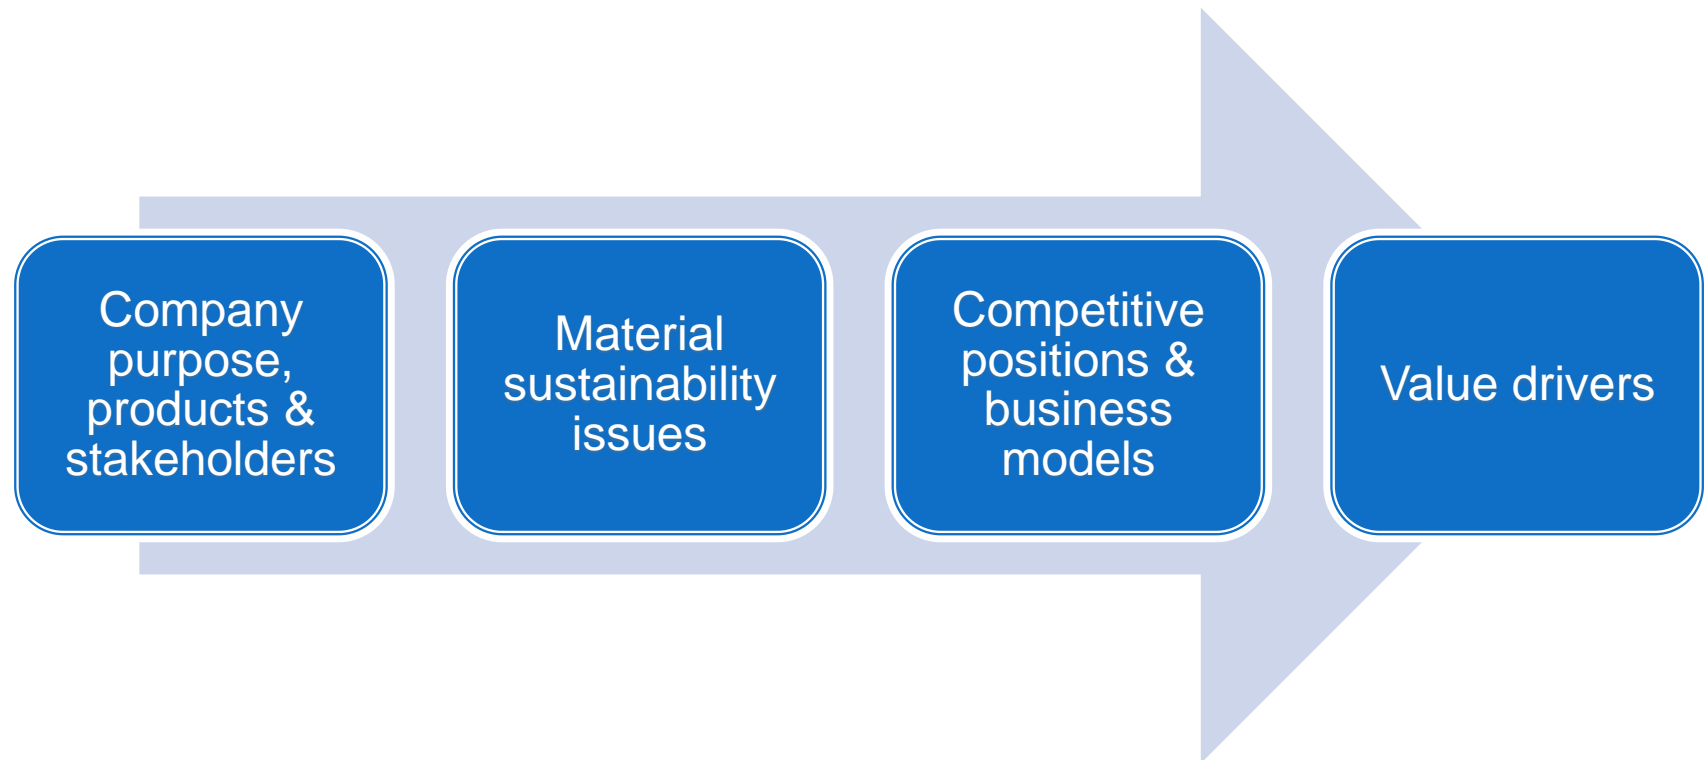 Company
purpose,
products &
stakeholders
Material
sustainability
issues
Competitive
positions &
business
models
Value drivers